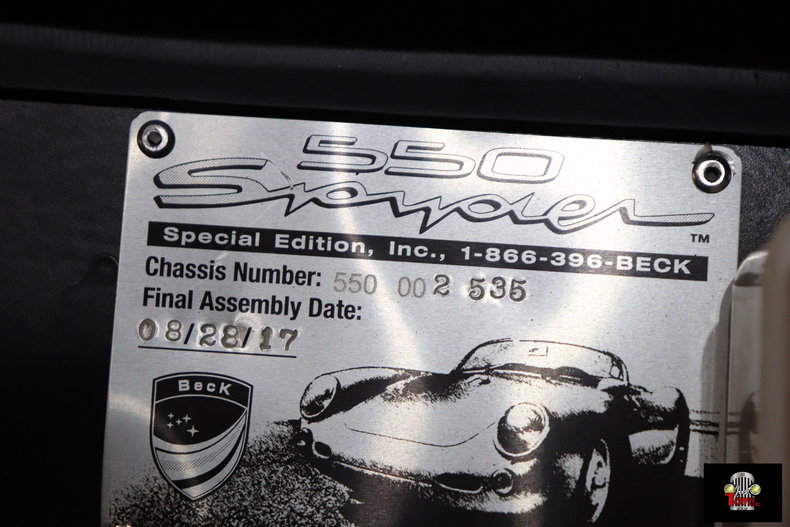 550
Spyder
TM
Special Edition, Inc., 1-866-396-BECK
Chassis Number: 550 002 535
Final Assembly Date:
08/28/17
Beck